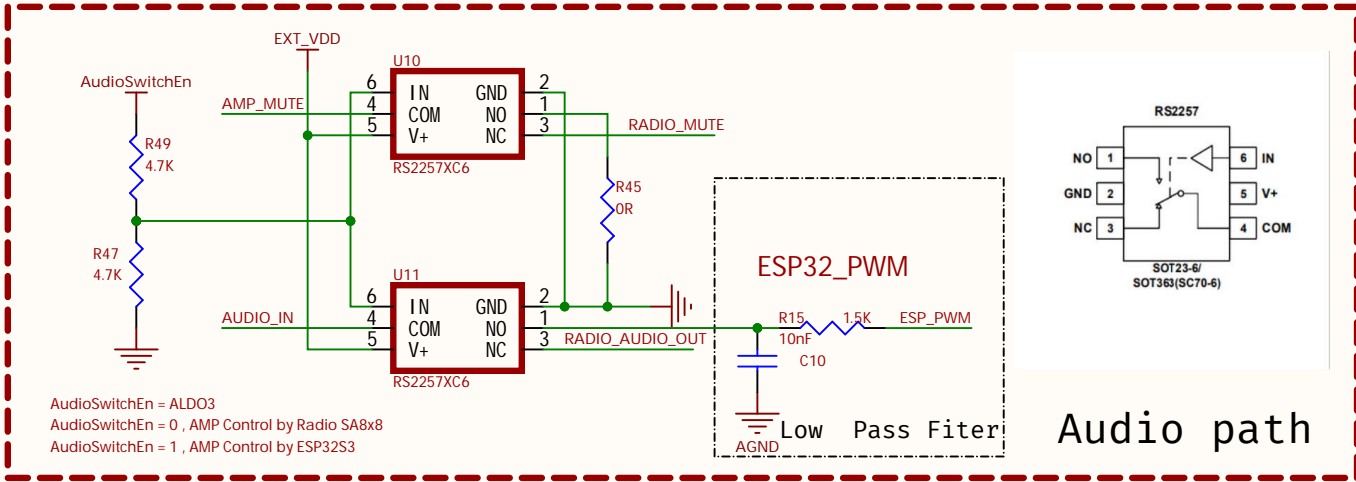 EXT_VDD
AudioSwitchEn
R49
4.7K
R47
4.7K
AMP_MUTE
U10
6 IN GND 2
4 COM NO 1
5 V+ NC 3
RS2257XC6
RADIO_MUTE
R45
0R
U11
6 IN GND 2
4 COM NO 1
5 V+ NC 3
RS2257XC6
AUDIO_IN
RADIO_AUDIO_OUT
ESP32_PWM
R15 1.5K ESP_PWM
10nF
C10
AGND
Low Pass Fiter
AudioSwitchEn = ALDO3
AudioSwitchEn = 0 , AMP Control by Radio SA8x8
AudioSwitchEn = 1 , AMP Control by ESP32S3
RS2257
NO 1 6 IN
GND 2 5 V+
NC 3 4 COM
SOT23-6/
SOT363(SC70-6)
Audio path